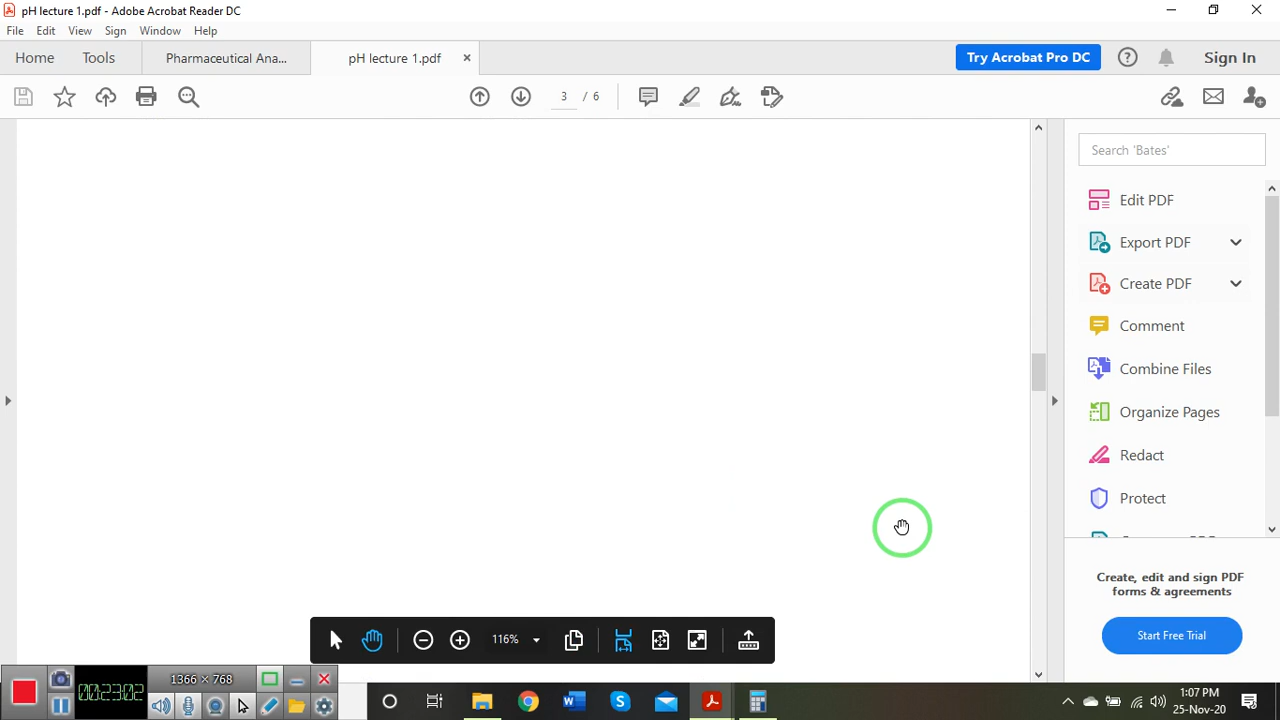 pH lecture 1.pdf - Adobe Acrobat Reader DC
File Edit View Sign Window Help
Home Tools Pharmaceutical Ana... pH lecture 1.pdf × Try Acrobat Pro DC ? Sign In
3 / 6
Search 'Bates'
Edit PDF
Export PDF
Create PDF
Comment
Combine Files
Organize Pages
Redact
Protect
Create, edit and sign PDF
forms & agreements
Start Free Trial
116%
1366 × 768
00:23:02
1:07 PM
25-Nov-20